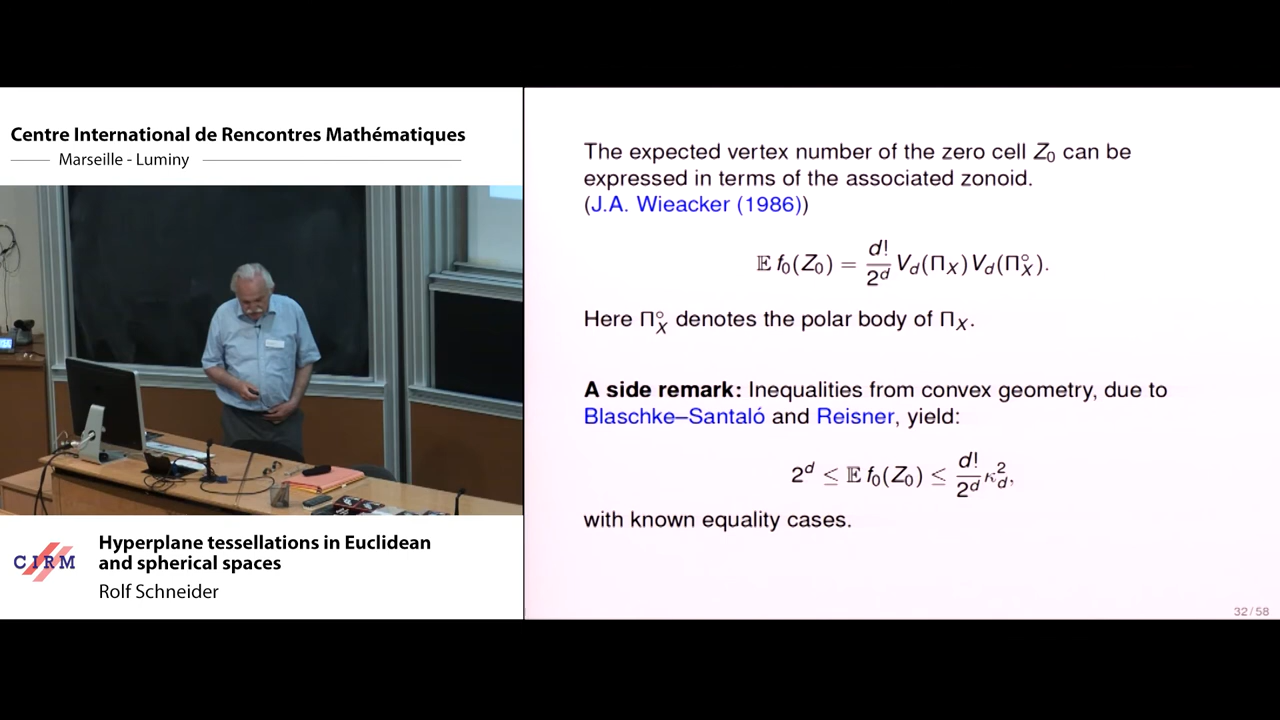 Centre International de Rencontres Mathématiques
Marseille - Luminy
CIRM
Hyperplane tessellations in Euclidean
and spherical spaces
Rolf Schneider
The expected vertex number of the zero cell Z₀ can be
expressed in terms of the associated zonoid.
(J.A. Wieacker (1986))
𝔼 f₀(Z₀) = d!/2ᵈ V_d(Π_X)V_d(Π°_X).
Here Π°_X denotes the polar body of Π_X.
A side remark: Inequalities from convex geometry, due to
Blaschke–Santaló and Reisner, yield:
2ᵈ ≤ 𝔼 f₀(Z₀) ≤ d!/2ᵈ κ²_d,
with known equality cases.
32 / 58